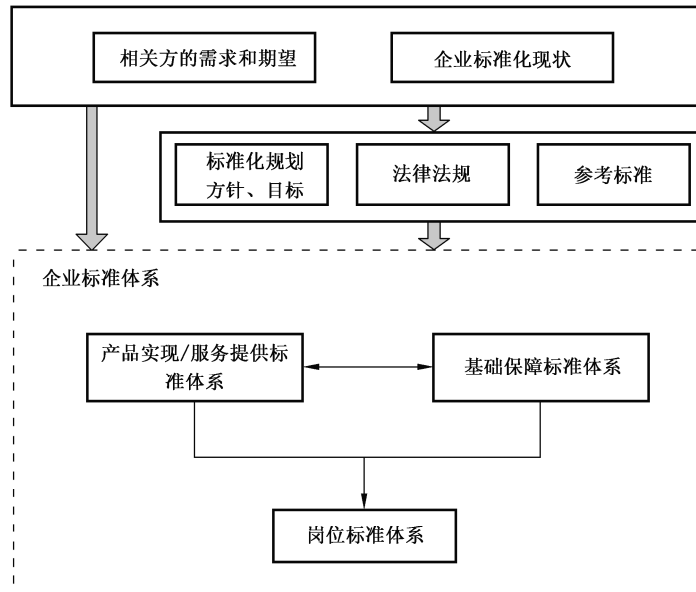 相关方的需求和期望
企业标准化现状
标准化规划
方针、目标
法律法规
参考标准
企业标准体系
产品实现/服务提供标
准体系
基础保障标准体系
岗位标准体系